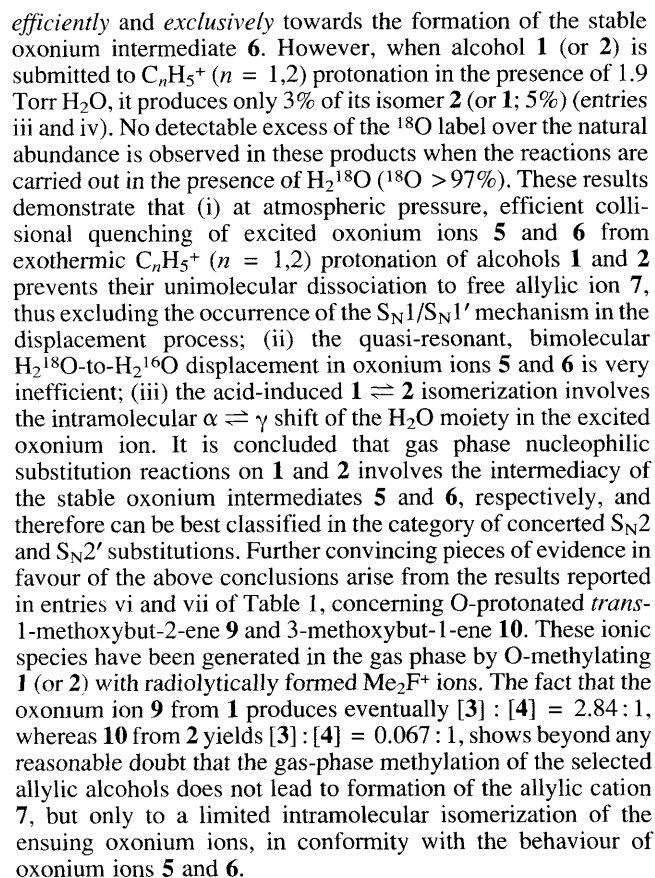 efficiently and exclusively towards the formation of the stable
oxonium intermediate 6. However, when alcohol 1 (or 2) is
submitted to CₙH₅⁺ (n = 1,2) protonation in the presence of 1.9
Torr H₂O, it produces only 3% of its isomer 2 (or 1; 5%) (entries
iii and iv). No detectable excess of the ¹⁸O label over the natural
abundance is observed in these products when the reactions are
carried out in the presence of H₂¹⁸O (¹⁸O >97%). These results
demonstrate that (i) at atmospheric pressure, efficient colli-
sional quenching of excited oxonium ions 5 and 6 from
exothermic CₙH₅⁺ (n = 1,2) protonation of alcohols 1 and 2
prevents their unimolecular dissociation to free allylic ion 7,
thus excluding the occurrence of the S_N1/S_N1′ mechanism in the
displacement process; (ii) the quasi-resonant, bimolecular
H₂¹⁸O-to-H₂¹⁶O displacement in oxonium ions 5 and 6 is very
inefficient; (iii) the acid-induced 1 ⇌ 2 isomerization involves
the intramolecular α ⇌ γ shift of the H₂O moiety in the excited
oxonium ion. It is concluded that gas phase nucleophilic
substitution reactions on 1 and 2 involves the intermediacy of
the stable oxonium intermediates 5 and 6, respectively, and
therefore can be best classified in the category of concerted S_N2
and S_N2′ substitutions. Further convincing pieces of evidence in
favour of the above conclusions arise from the results reported
in entries vi and vii of Table 1, concerning O-protonated trans-
1-methoxybut-2-ene 9 and 3-methoxybut-1-ene 10. These ionic
species have been generated in the gas phase by O-methylating
1 (or 2) with radiolytically formed Me₂F⁺ ions. The fact that the
oxonium ion 9 from 1 produces eventually [3] : [4] = 2.84 : 1,
whereas 10 from 2 yields [3] : [4] = 0.067 : 1, shows beyond any
reasonable doubt that the gas-phase methylation of the selected
allylic alcohols does not lead to formation of the allylic cation
7, but only to a limited intramolecular isomerization of the
ensuing oxonium ions, in conformity with the behaviour of
oxonium ions 5 and 6.